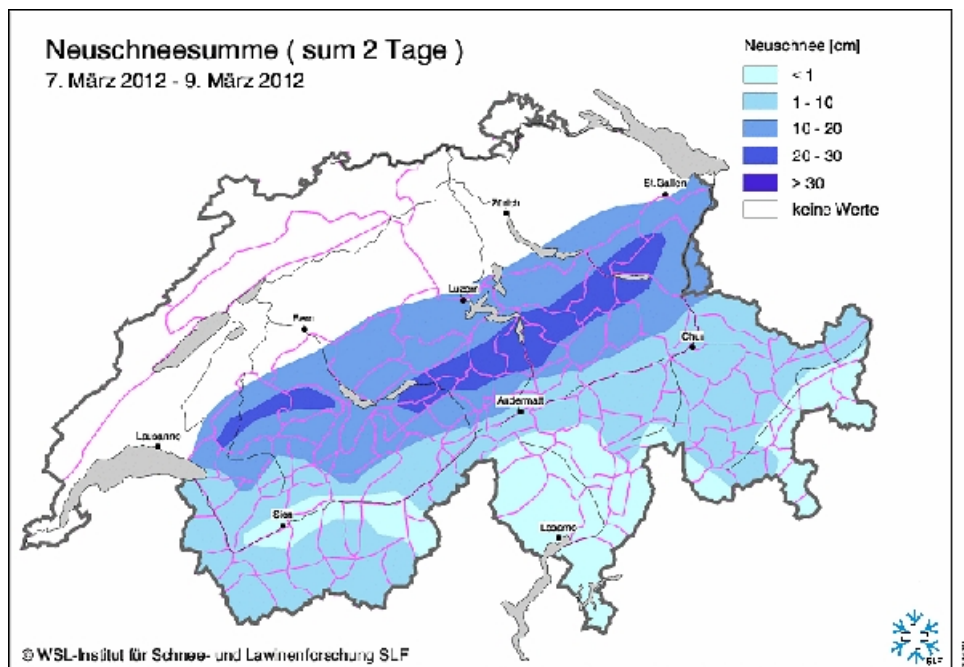 Neuschneesumme ( sum 2 Tage )
7. März 2012 - 9. März 2012
Neuschnee [cm]
< 1
1 - 10
10 - 20
20 - 30
> 30
keine Werte
St.Gallen
Zürich
Luzern
Bern
Chur
Andermatt
Lausanne
Sion
Locarno
© WSL-Institut für Schnee- und Lawinenforschung SLF
SLF